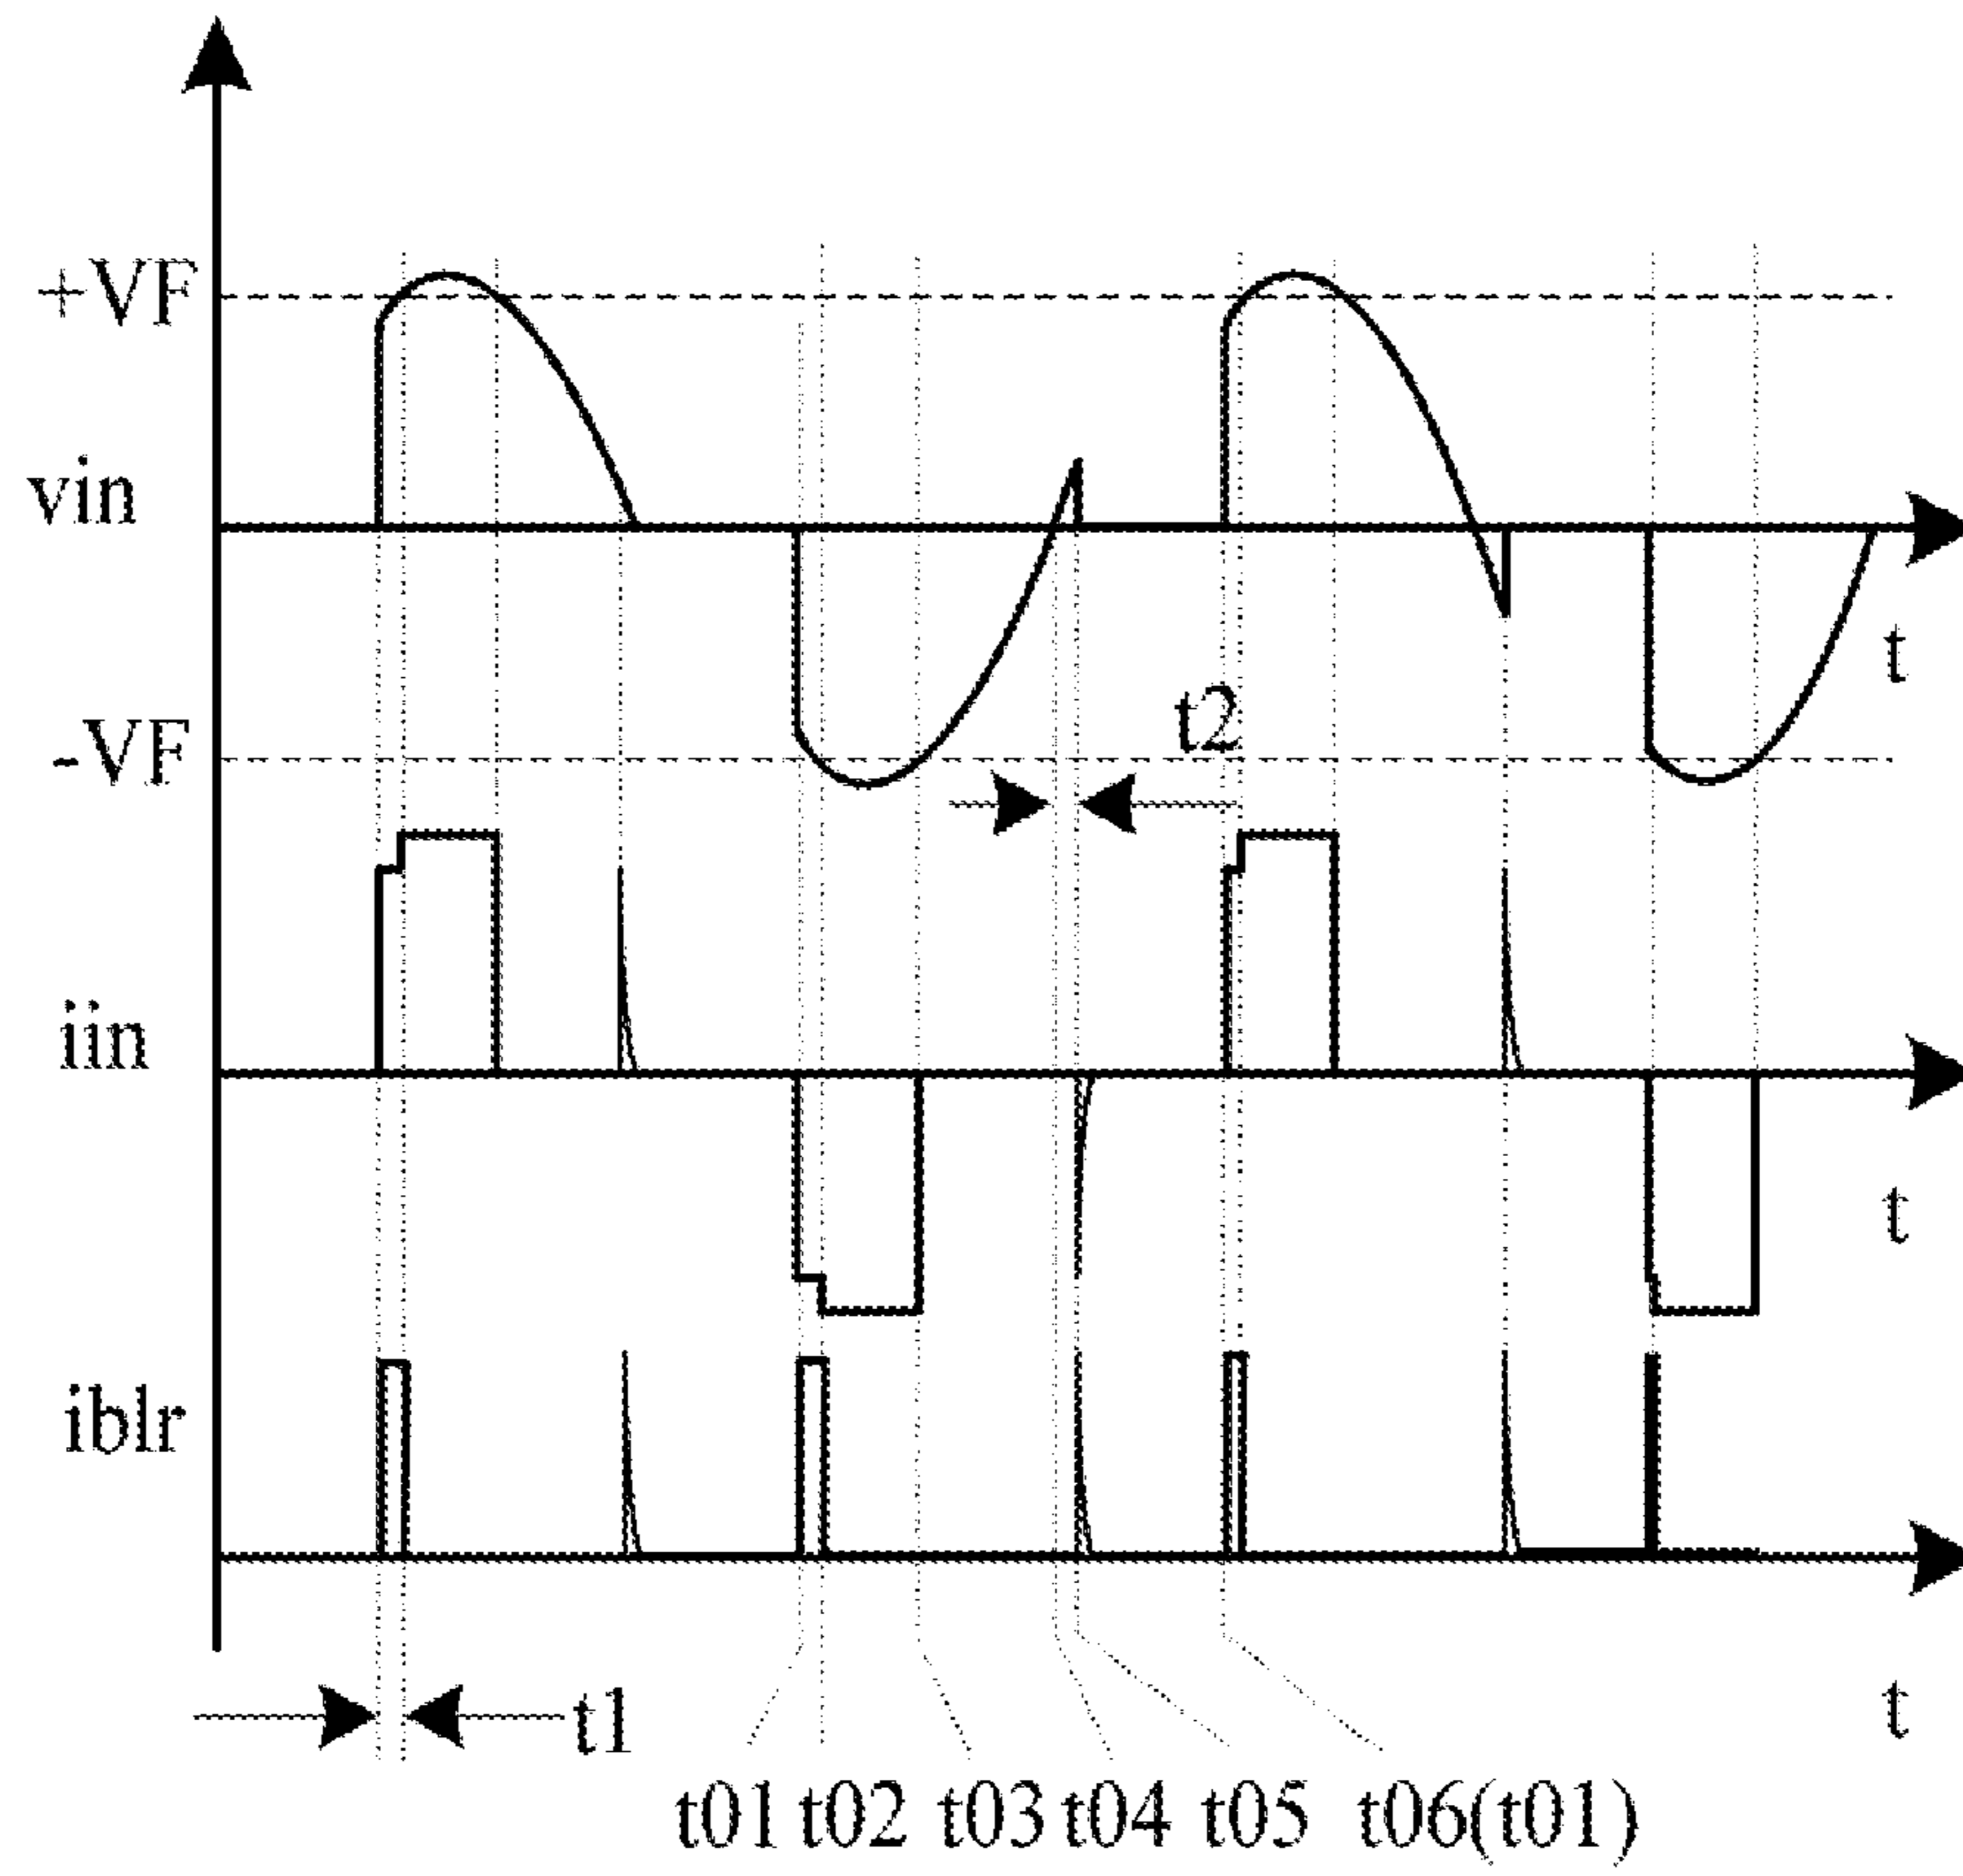 +VF
vin
t
-VF
t2
iin
t
iblr
t
t1
t01 t02 t03 t04 t05 t06(t01)